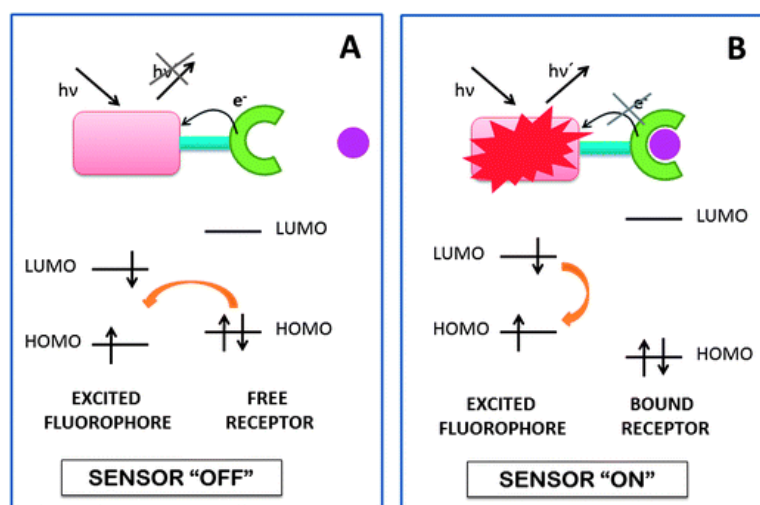 A
hν
hν´
e-
LUMO
LUMO
HOMO
HOMO
EXCITED
FLUOROPHORE
FREE
RECEPTOR
SENSOR “OFF”
B
hν
hν´
e-
LUMO
LUMO
HOMO
HOMO
EXCITED
FLUOROPHORE
BOUND
RECEPTOR
SENSOR “ON”